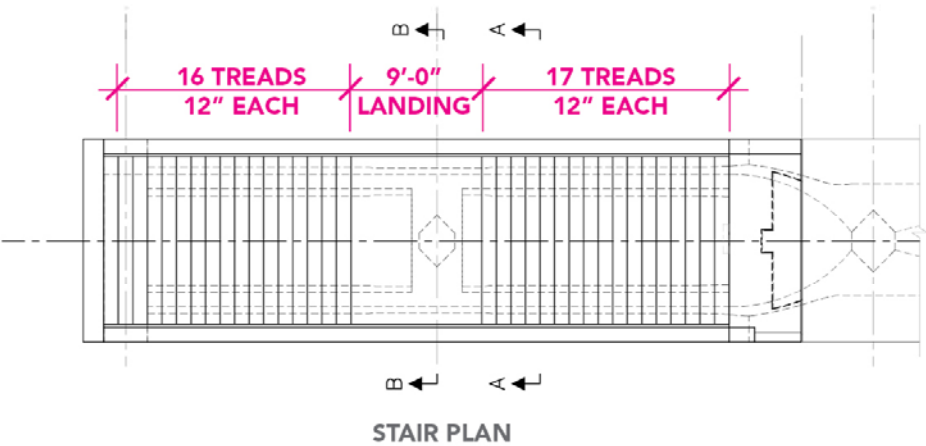 B A
16 TREADS 9'-0" 17 TREADS
12" EACH LANDING 12" EACH
B A
STAIR PLAN